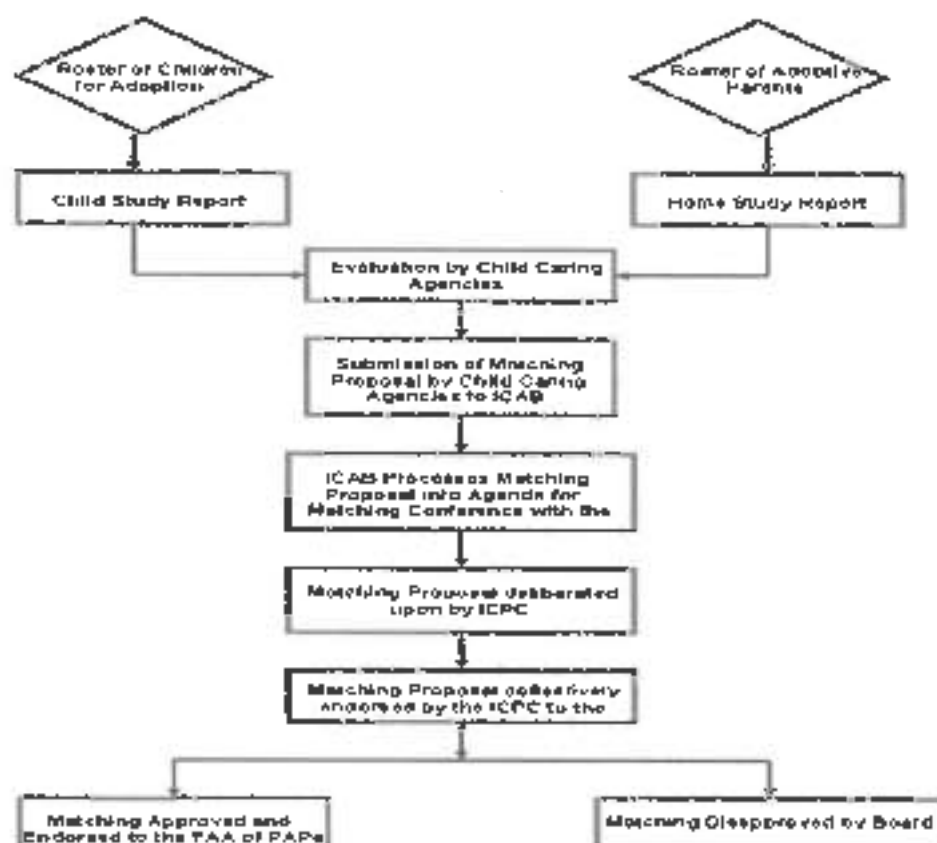 Roster of Children
for Adoption
Roster of Adoptive
Parents
Child Study Report
Home Study Report
Evaluation by Child Caring
Agencies
Submission of Matching
Proposal by Child Caring
Agencies to ICAB
ICAB Processes Matching
Proposal into Agenda for
Matching Conference with the
Matching Proposal deliberated
upon by ICPC
Matching Proposal collectively
endorsed by the ICPC to the
Matching Approved and
Endorsed to the FAA of PAPs
Matching Disapproved by Board